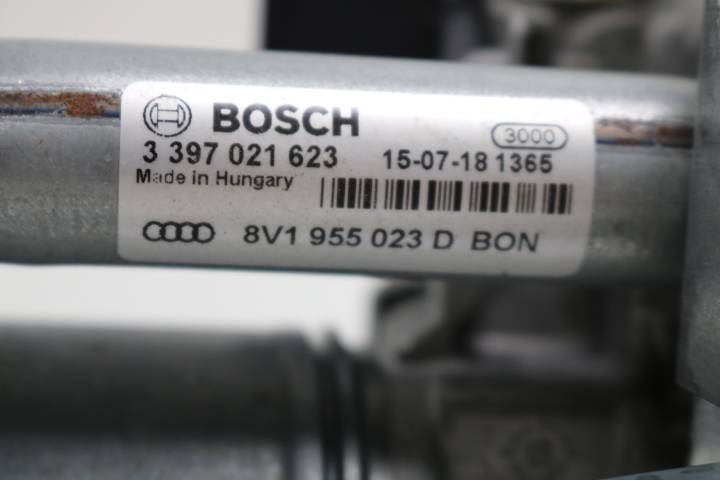 BOSCH
3000
3 397 021 623 15-07-18 1365
Made in Hungary
8V1 955 023 D BON